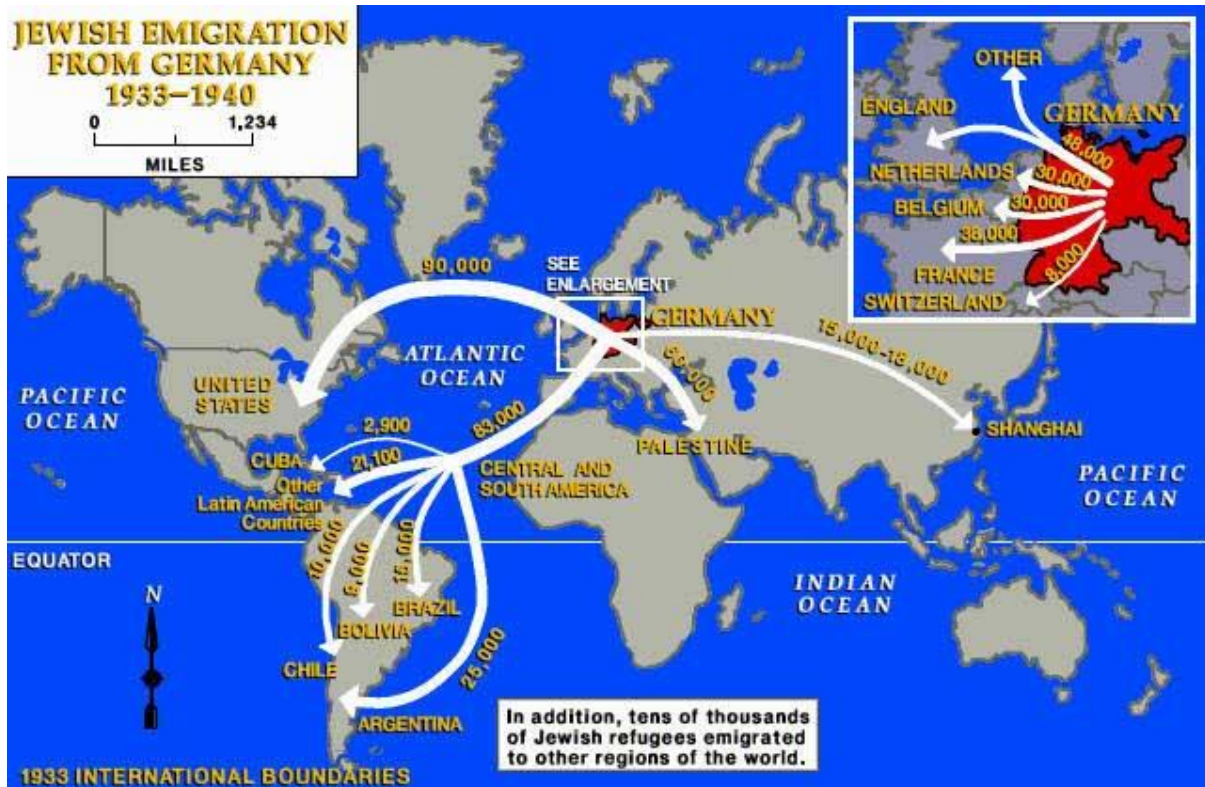 JEWISH EMIGRATION
FROM GERMANY
1933–1940
0 1,234
MILES
OTHER
ENGLAND
GERMANY
48,000
NETHERLANDS
30,000
BELGIUM
30,000
38,000
FRANCE
8,000
SWITZERLAND
90,000
SEE
ENLARGEMENT
GERMANY
15,000-18,000
ATLANTIC
OCEAN
60,000
UNITED
STATES
PACIFIC
OCEAN
83,000
2,900
PALESTINE
SHANGHAI
CUBA
21,100
CENTRAL AND
SOUTH AMERICA
PACIFIC
OCEAN
Other
Latin American
Countries
10,000
9,000
15,000
EQUATOR
INDIAN
OCEAN
N
BRAZIL
BOLIVIA
CHILE
25,000
ARGENTINA
In addition, tens of thousands
of Jewish refugees emigrated
to other regions of the world.
1933 INTERNATIONAL BOUNDARIES